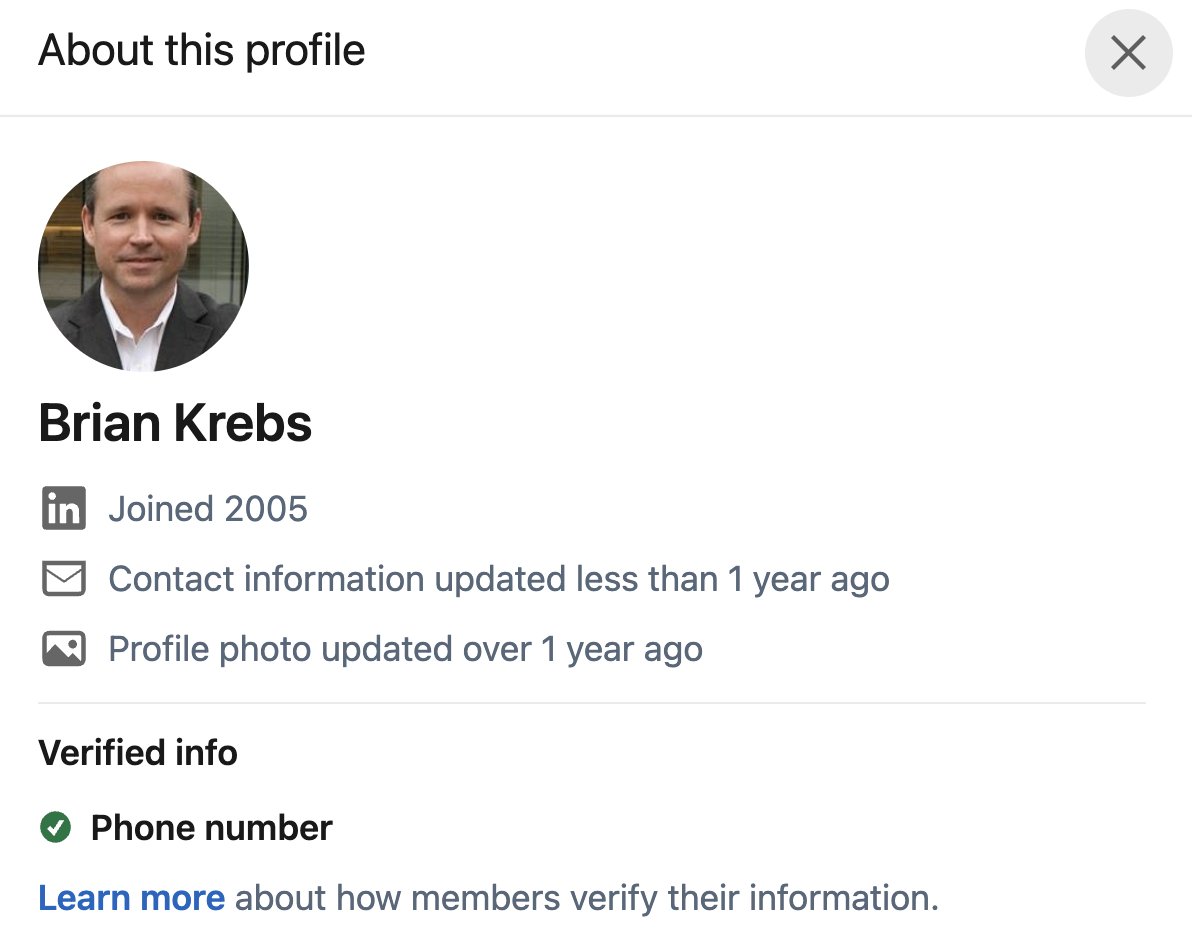 About this profile
Brian Krebs
in Joined 2005
Contact information updated less than 1 year ago
Profile photo updated over 1 year ago
Verified info
Phone number
Learn more about how members verify their information.